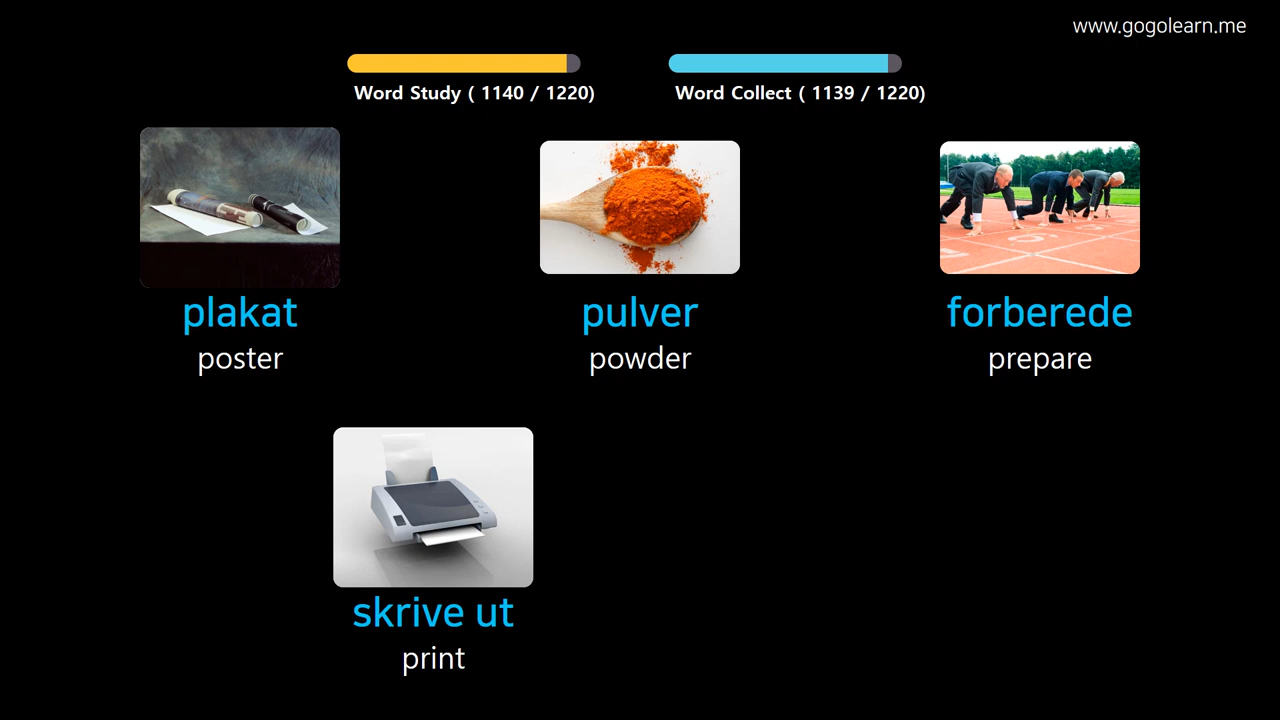 www.gogolearn.me
Word Study ( 1140 / 1220)
Word Collect ( 1139 / 1220)
plakat
poster
pulver
powder
forberede
prepare
skrive ut
print